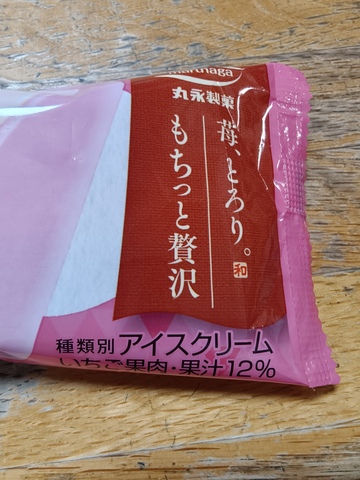 marunaga
丸永製菓
苺、とろり。
もちっと贅沢
和
種類別 アイスクリーム
いちご果肉・果汁12%